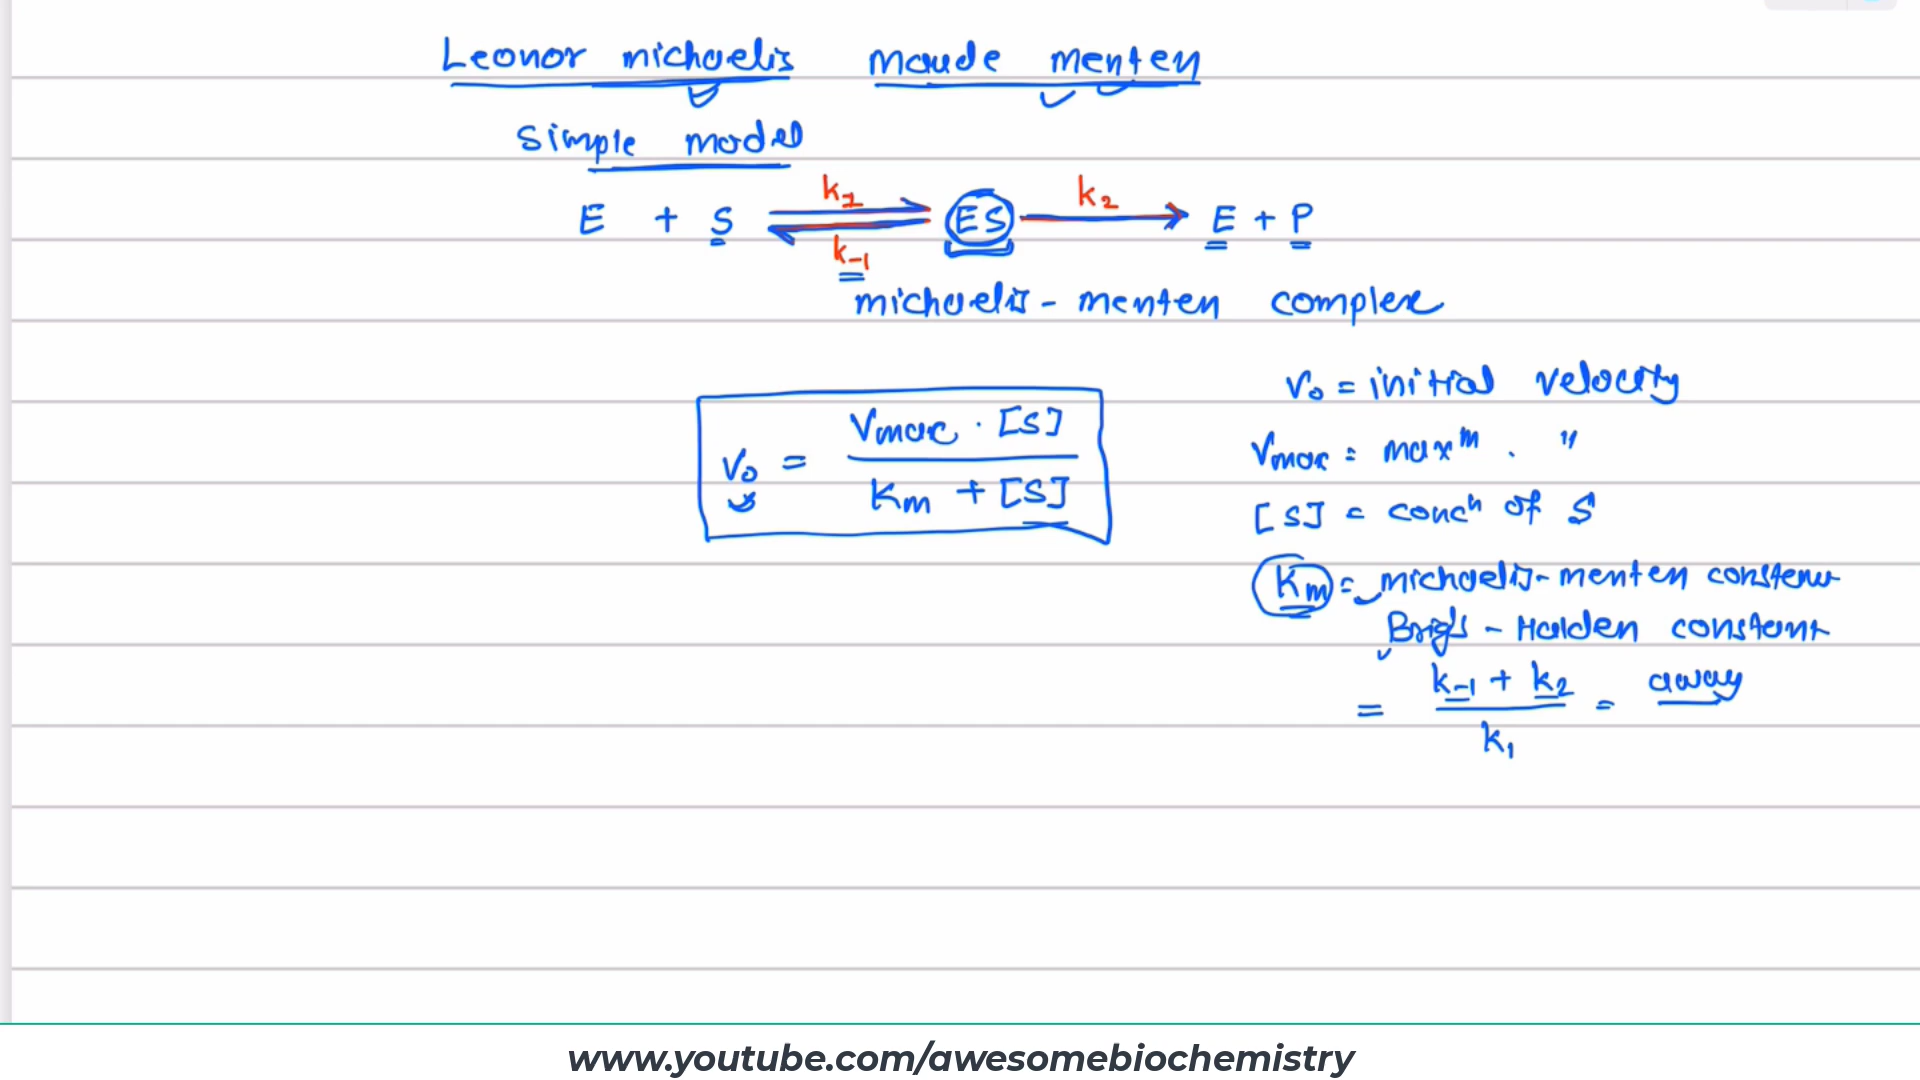 Leonor michaelis maude menten
Simple model
k1 k2
E + S ES E + P
k-1
michaelis - menten complex
V0 = initial velocity
Vmax · [S]
Vmax = maxm . "
V0 =
Km + [S]
[S] = concn of S
Km = michaelis-menten constant
Brigs - Halden constant
k-1 + k2 = away
=
k1
www.youtube.com/awesomebiochemistry